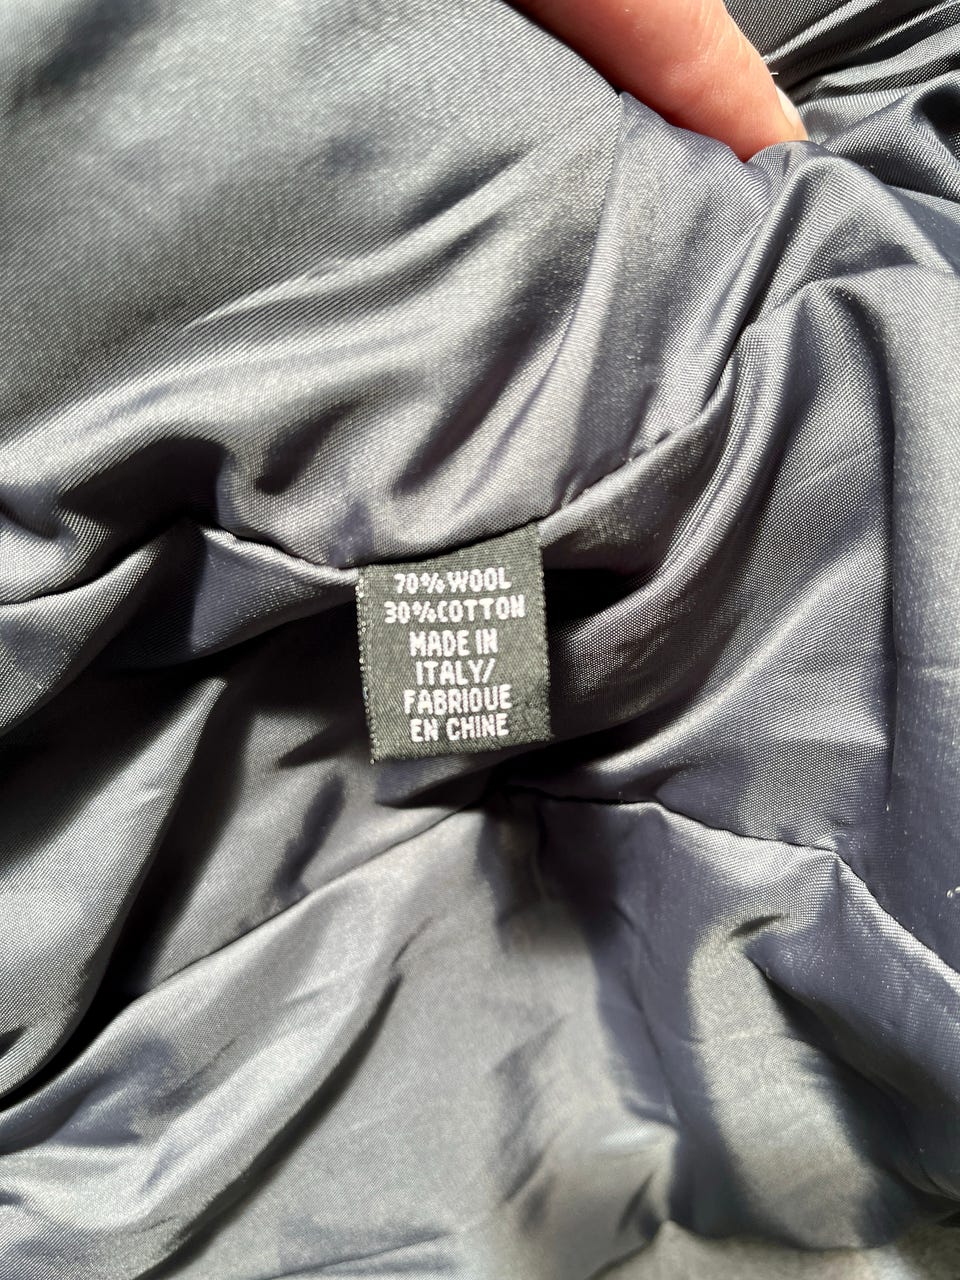 70% WOOL
30% COTTON
MADE IN
ITALY/
FABRIQUE
EN CHINE